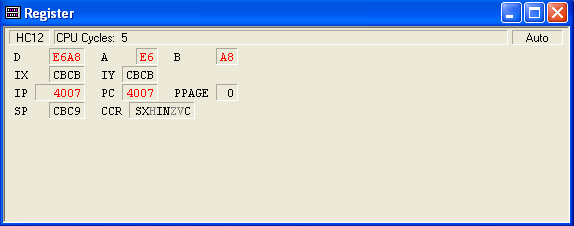 Register
HC12 CPU Cycles: 5 Auto
D E6A8 A E6 B A8
IX CBCB IY CBCB
IP 4007 PC 4007 PPAGE 0
SP CBC9 CCR SXHINZVC